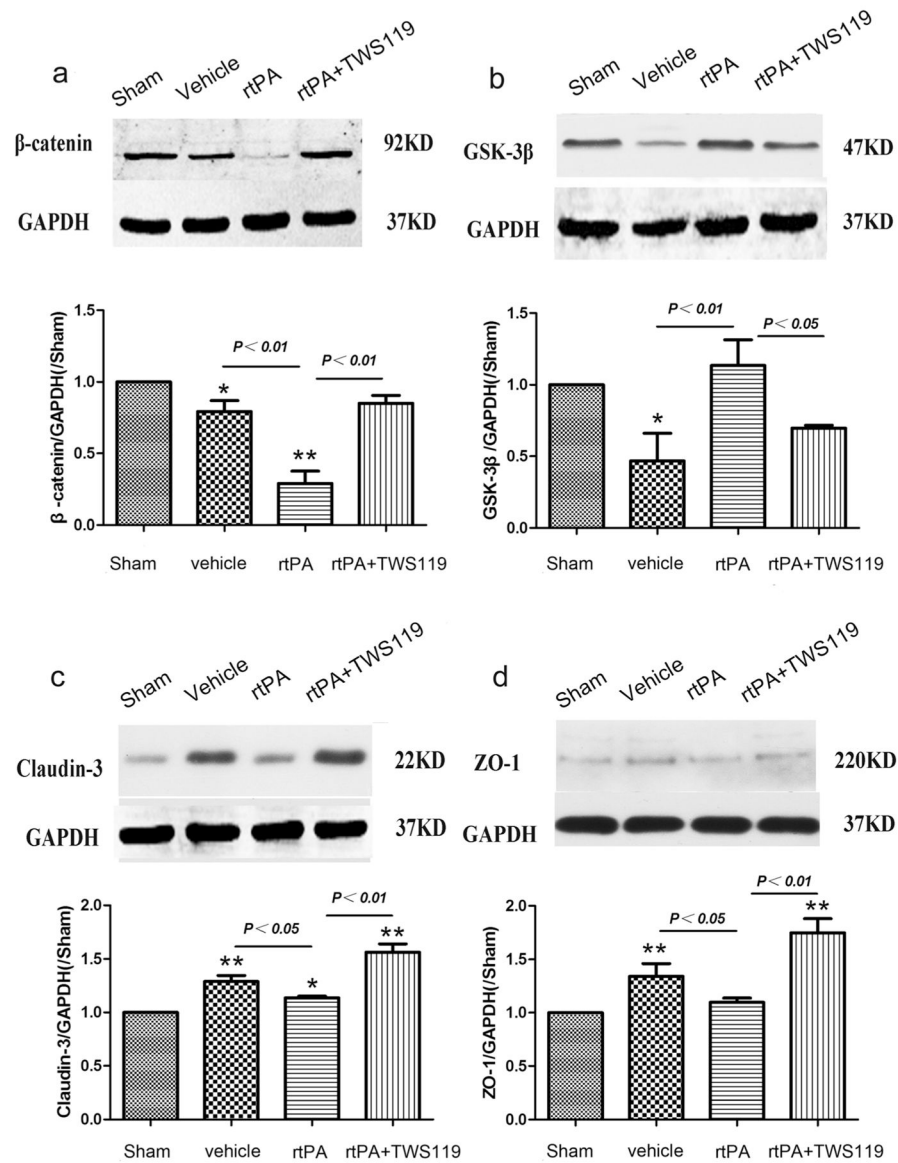 a
Sham Vehicle rtPA rtPA+TWS119
β-catenin 92KD
GAPDH 37KD
β -catenin/GAPDH(/Sham)
1.5
1.0
0.5
0.0
P< 0.01
P< 0.01
*
**
Sham vehicle rtPA rtPA+TWS119
b
Sham Vehicle rtPA rtPA+TWS119
GSK-3β 47KD
GAPDH 37KD
GSK-3β /GAPDH(/Sham)
1.5
1.0
0.5
0.0
P< 0.01
P< 0.05
*
Sham vehicle rtPA rtPA+TWS119
c
Sham Vehicle rtPA rtPA+TWS119
Claudin-3 22KD
GAPDH 37KD
Claudin-3/GAPDH(/Sham)
2.0
1.5
1.0
0.5
0.0
P< 0.05
P< 0.01
**
*
**
Sham vehicle rtPA rtPA+TWS119
d
Sham Vehicle rtPA rtPA+TWS119
ZO-1 220KD
GAPDH 37KD
ZO-1/GAPDH(/Sham)
2.0
1.5
1.0
0.5
0.0
P< 0.05
P< 0.01
**
**
Sham vehicle rtPA rtPA+TWS119